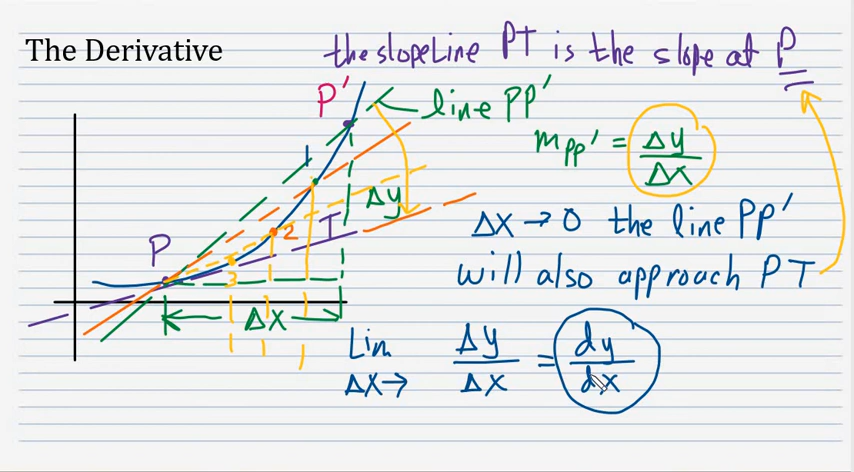 The Derivative
the slopeLine PT is the slope at P
P'
line PP'
1
m PP' = Δy/Δx
Δy
2
T
P
3
Δx → 0 the line PP'
will also approach PT
Δx
Lim Δy/Δx = dy/dx
Δx →